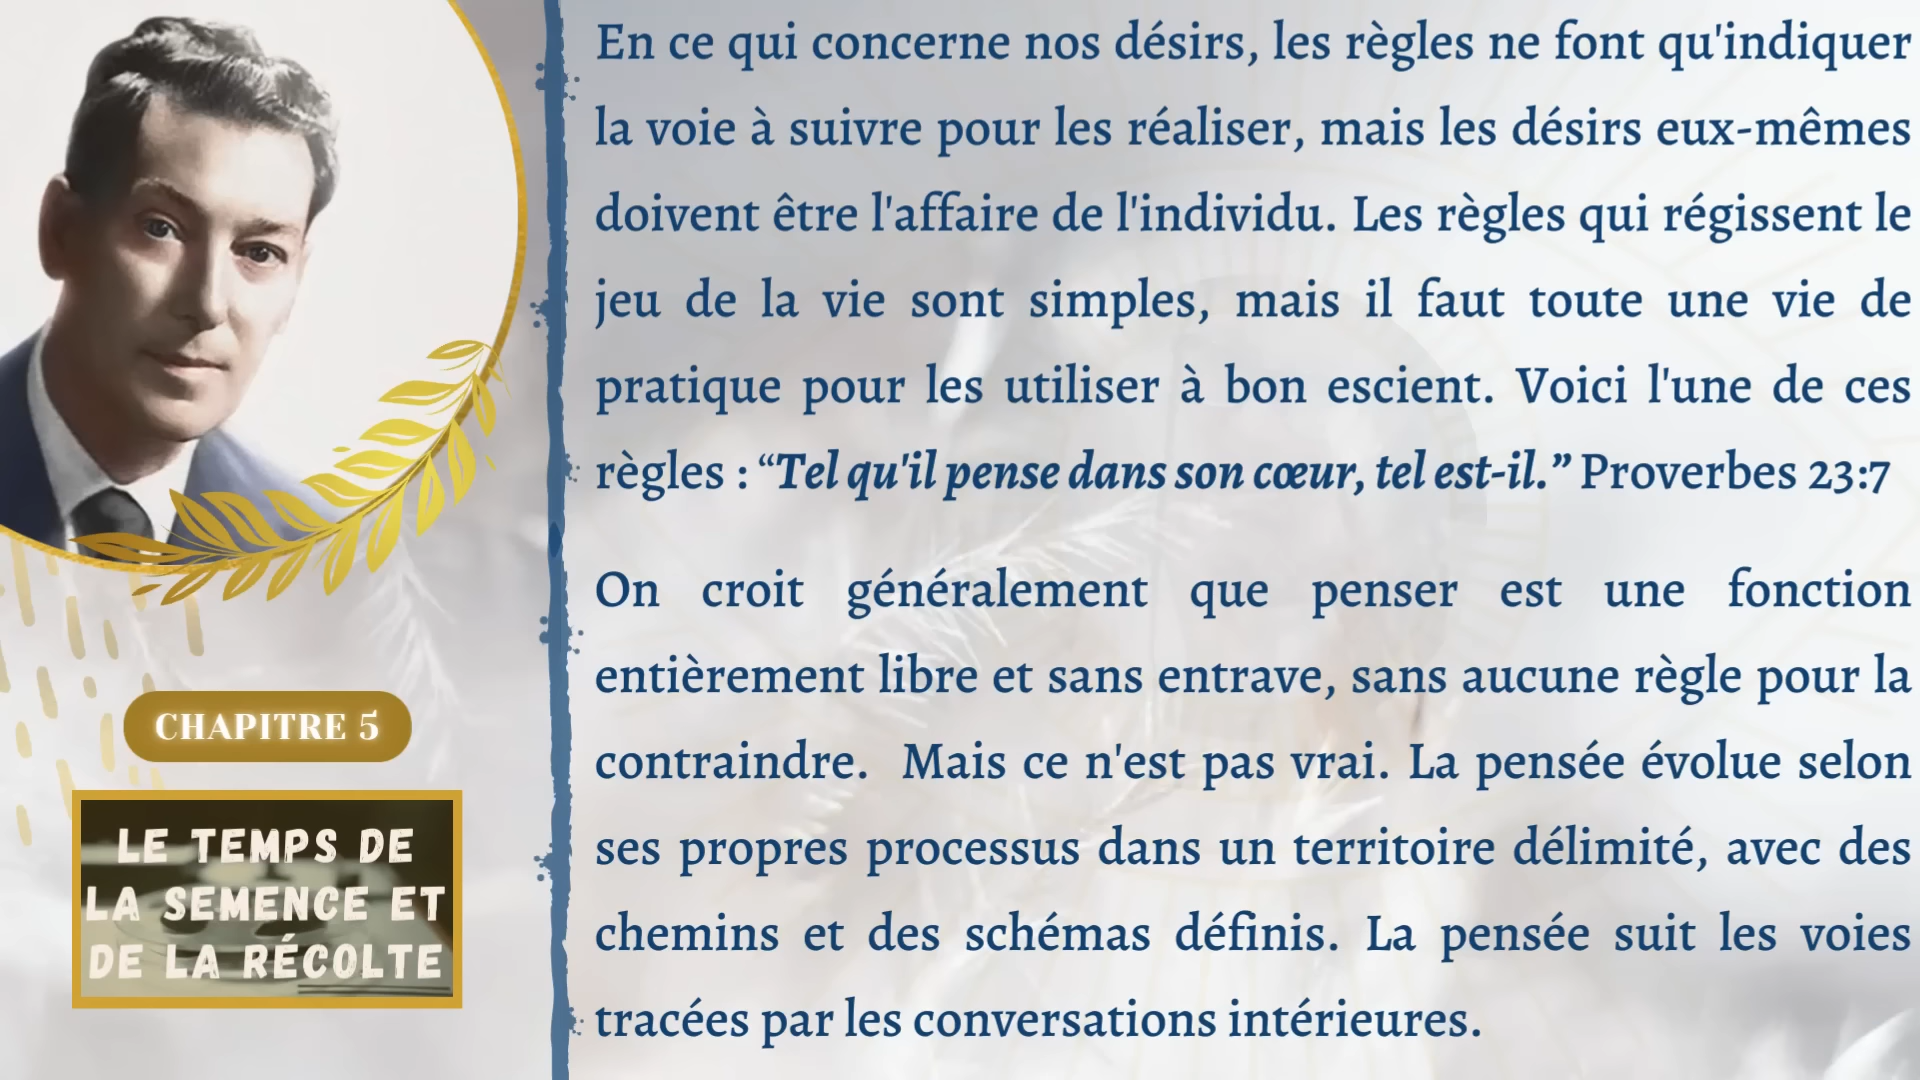 CHAPITRE 5
LE TEMPS DE
LA SEMENCE ET
DE LA RÉCOLTE
En ce qui concerne nos désirs, les règles ne font qu'indiquer
la voie à suivre pour les réaliser, mais les désirs eux-mêmes
doivent être l'affaire de l'individu. Les règles qui régissent le
jeu de la vie sont simples, mais il faut toute une vie de
pratique pour les utiliser à bon escient. Voici l'une de ces
règles : “Tel qu'il pense dans son cœur, tel est-il.” Proverbes 23:7
On croit généralement que penser est une fonction
entièrement libre et sans entrave, sans aucune règle pour la
contraindre.  Mais ce n'est pas vrai. La pensée évolue selon
ses propres processus dans un territoire délimité, avec des
chemins et des schémas définis. La pensée suit les voies
tracées par les conversations intérieures.